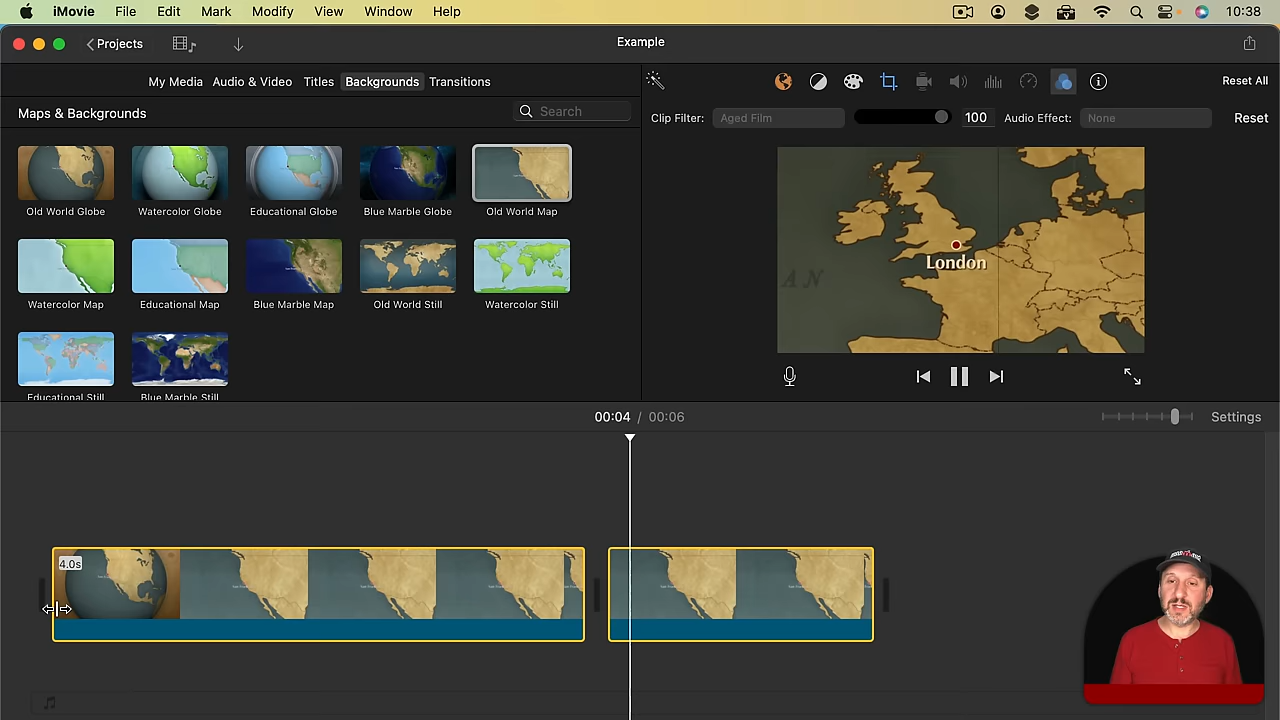 iMovie File Edit Mark Modify View Window Help 10:38
Projects Example
My Media Audio & Video Titles Backgrounds Transitions Reset All
Maps & Backgrounds Search Clip Filter: Aged Film 100 Audio Effect: None Reset
Old World Globe Watercolor Globe Educational Globe Blue Marble Globe Old World Map
London
A N
Watercolor Map Educational Map Blue Marble Map Old World Still Watercolor Still
Educational Still Blue Marble Still
00:04 / 00:06 Settings
4.0s